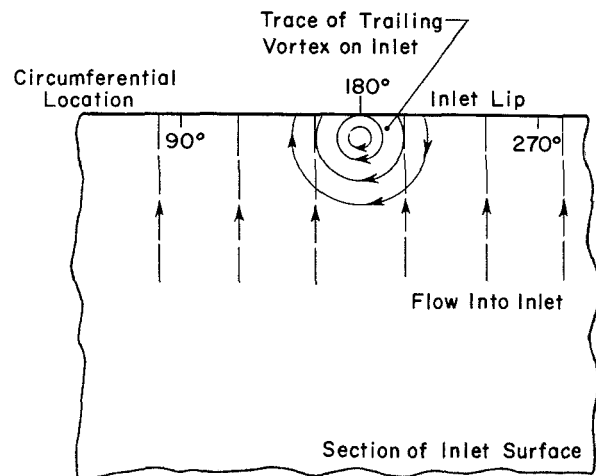 Trace of Trailing
Vortex on Inlet
Circumferential
Location
180°
Inlet Lip
90°
270°
Flow Into Inlet
Section of Inlet Surface